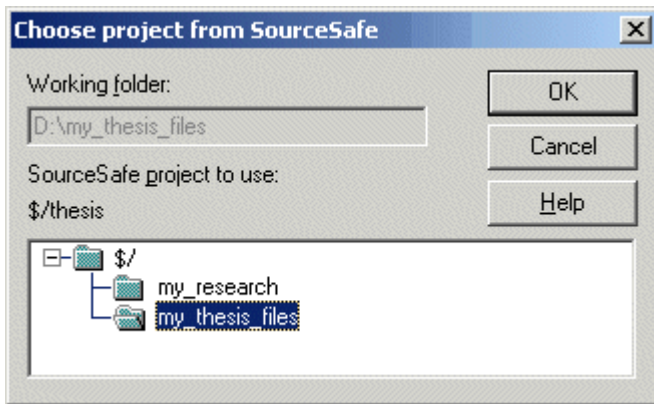 Choose project from SourceSafe
Working folder:
OK
D:\my_thesis_files
Cancel
SourceSafe project to use:
Help
$/thesis
$/
my_research
my_thesis_files